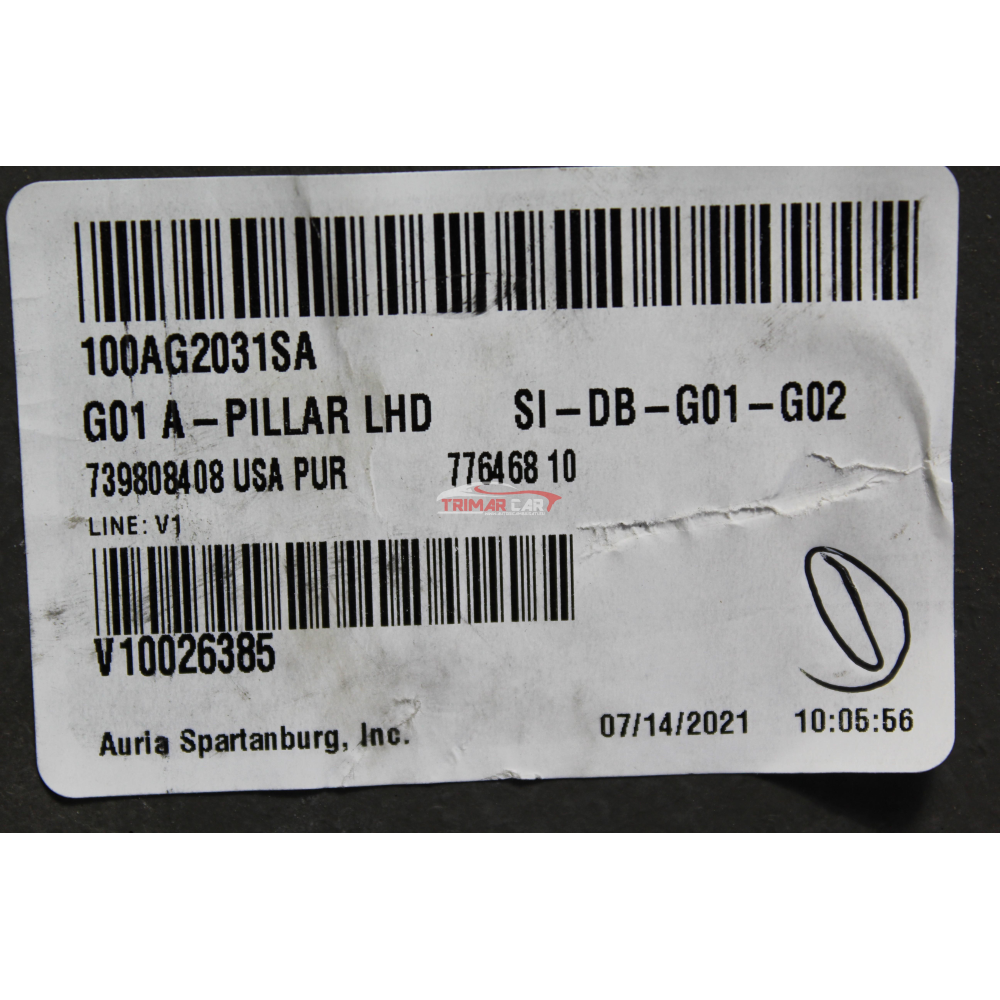 100AG2031SA
G01 A-PILLAR LHD SI-DB-G01-G02
739808408 USA PUR 776468 10
TRIMAR CAR
LINE: V1
V10026385
Auria Spartanburg, Inc. 07/14/2021 10:05:56